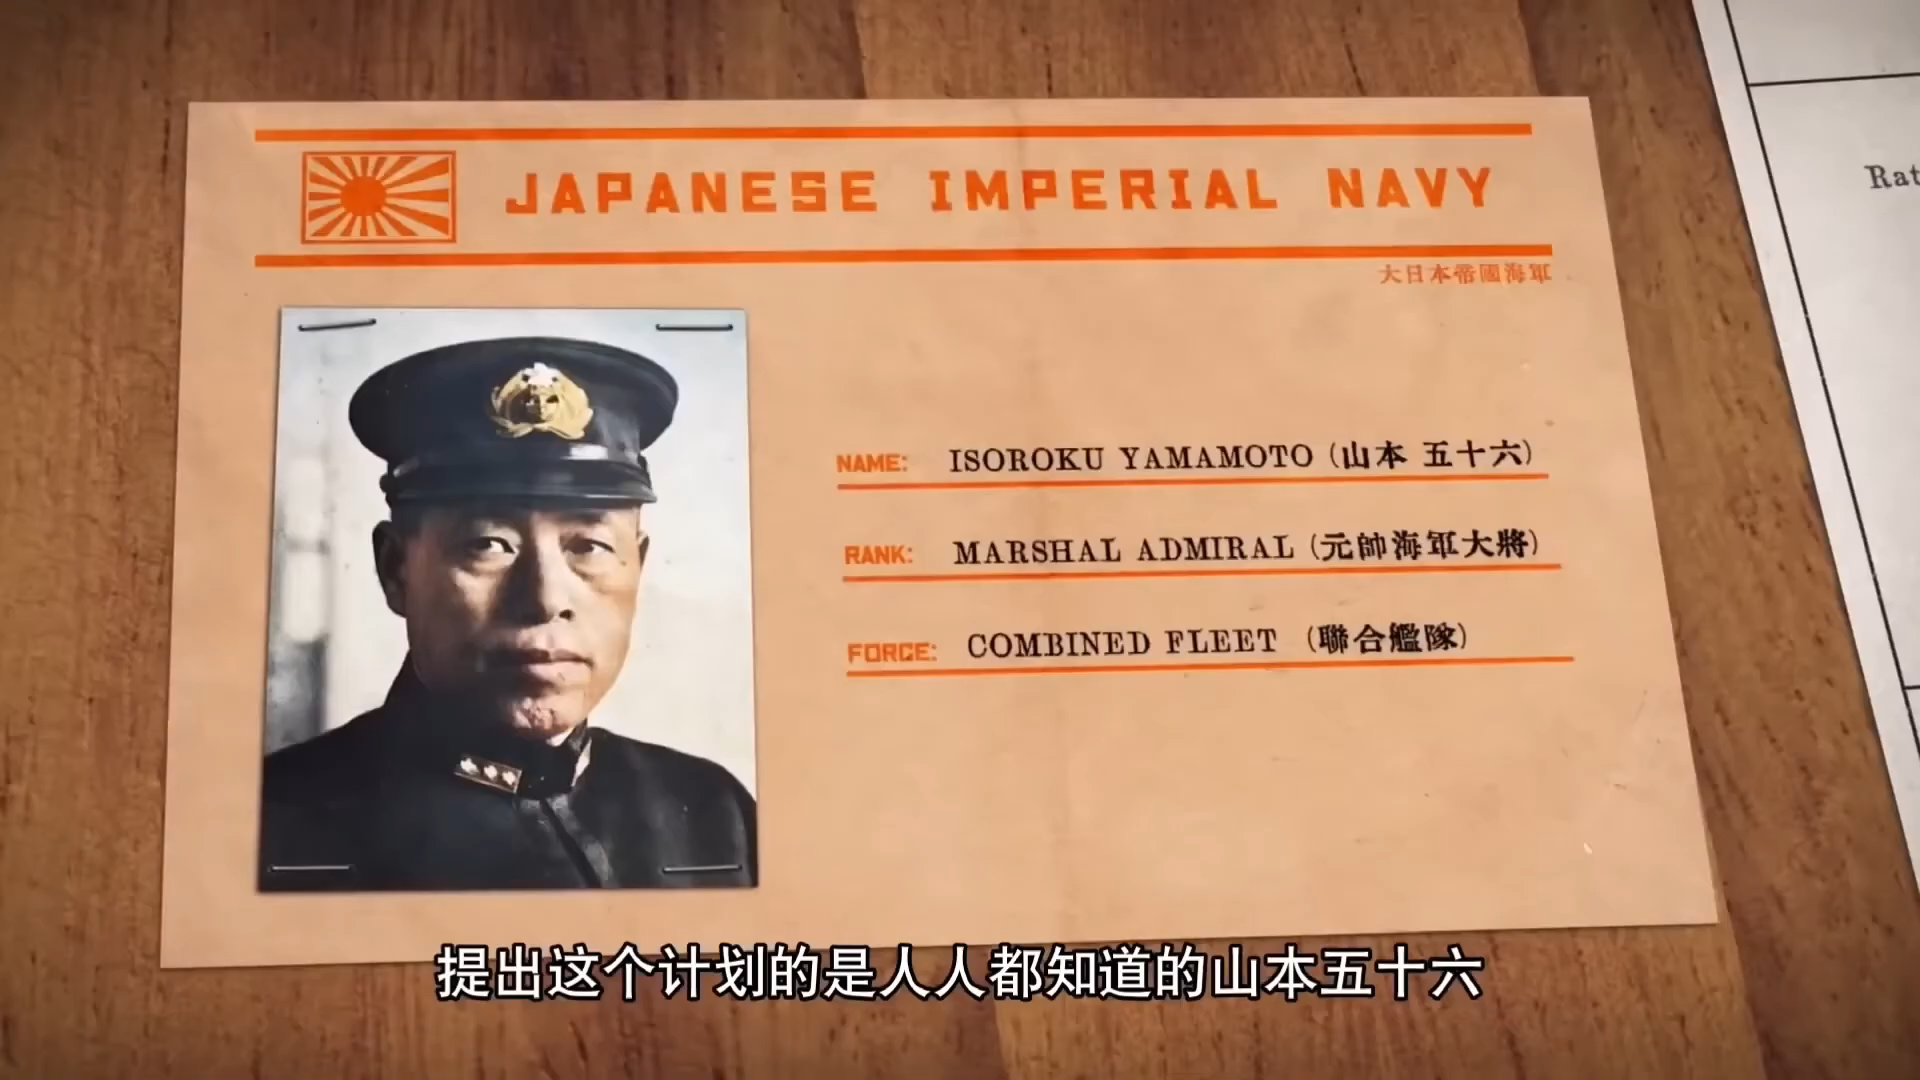 JAPANESE IMPERIAL NAVY
大日本帝國海軍
NAME: ISOROKU YAMAMOTO (山本 五十六)
RANK: MARSHAL ADMIRAL (元帥海軍大將)
FORCE: COMBINED FLEET (聯合艦隊)
Rat
提出这个计划的是人人都知道的山本五十六